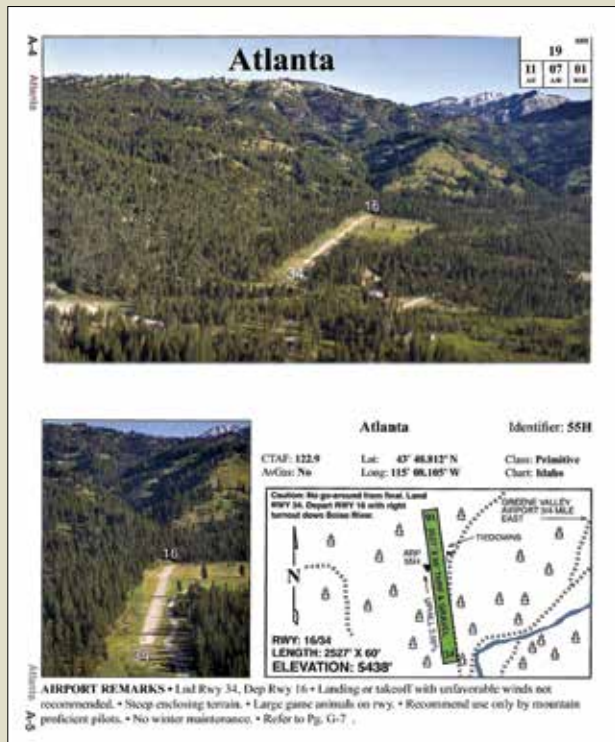 A-4
Atlanta
Atlanta
19
11 07 01
16
34
Atlanta Identifier: 55H
CTAF: 122.9 Lat: 43° 48.812' N Class: Primitive
AvGas: No Long: 115° 08.105' W Chart: Idaho
16
34
Caution: No go-around from final. Land
RWY 34. Depart RWY 16 with right
turnout down Boise River.
GREENE VALLEY
AIRPORT 3/4 MILE
EAST
TIEDOWNS
ARP
55H
N
RWY: 16/34
LENGTH: 2527' X 60'
ELEVATION: 5438'
Atlanta
A-5
AIRPORT REMARKS • Lnd Rwy 34, Dep Rwy 16 • Landing or takeoff with unfavorable winds not
recommended. • Steep enclosing terrain. • Large game animals on rwy. • Recommend use only by mountain
proficient pilots. • No winter maintenance. • Refer to Pg. G-7 .